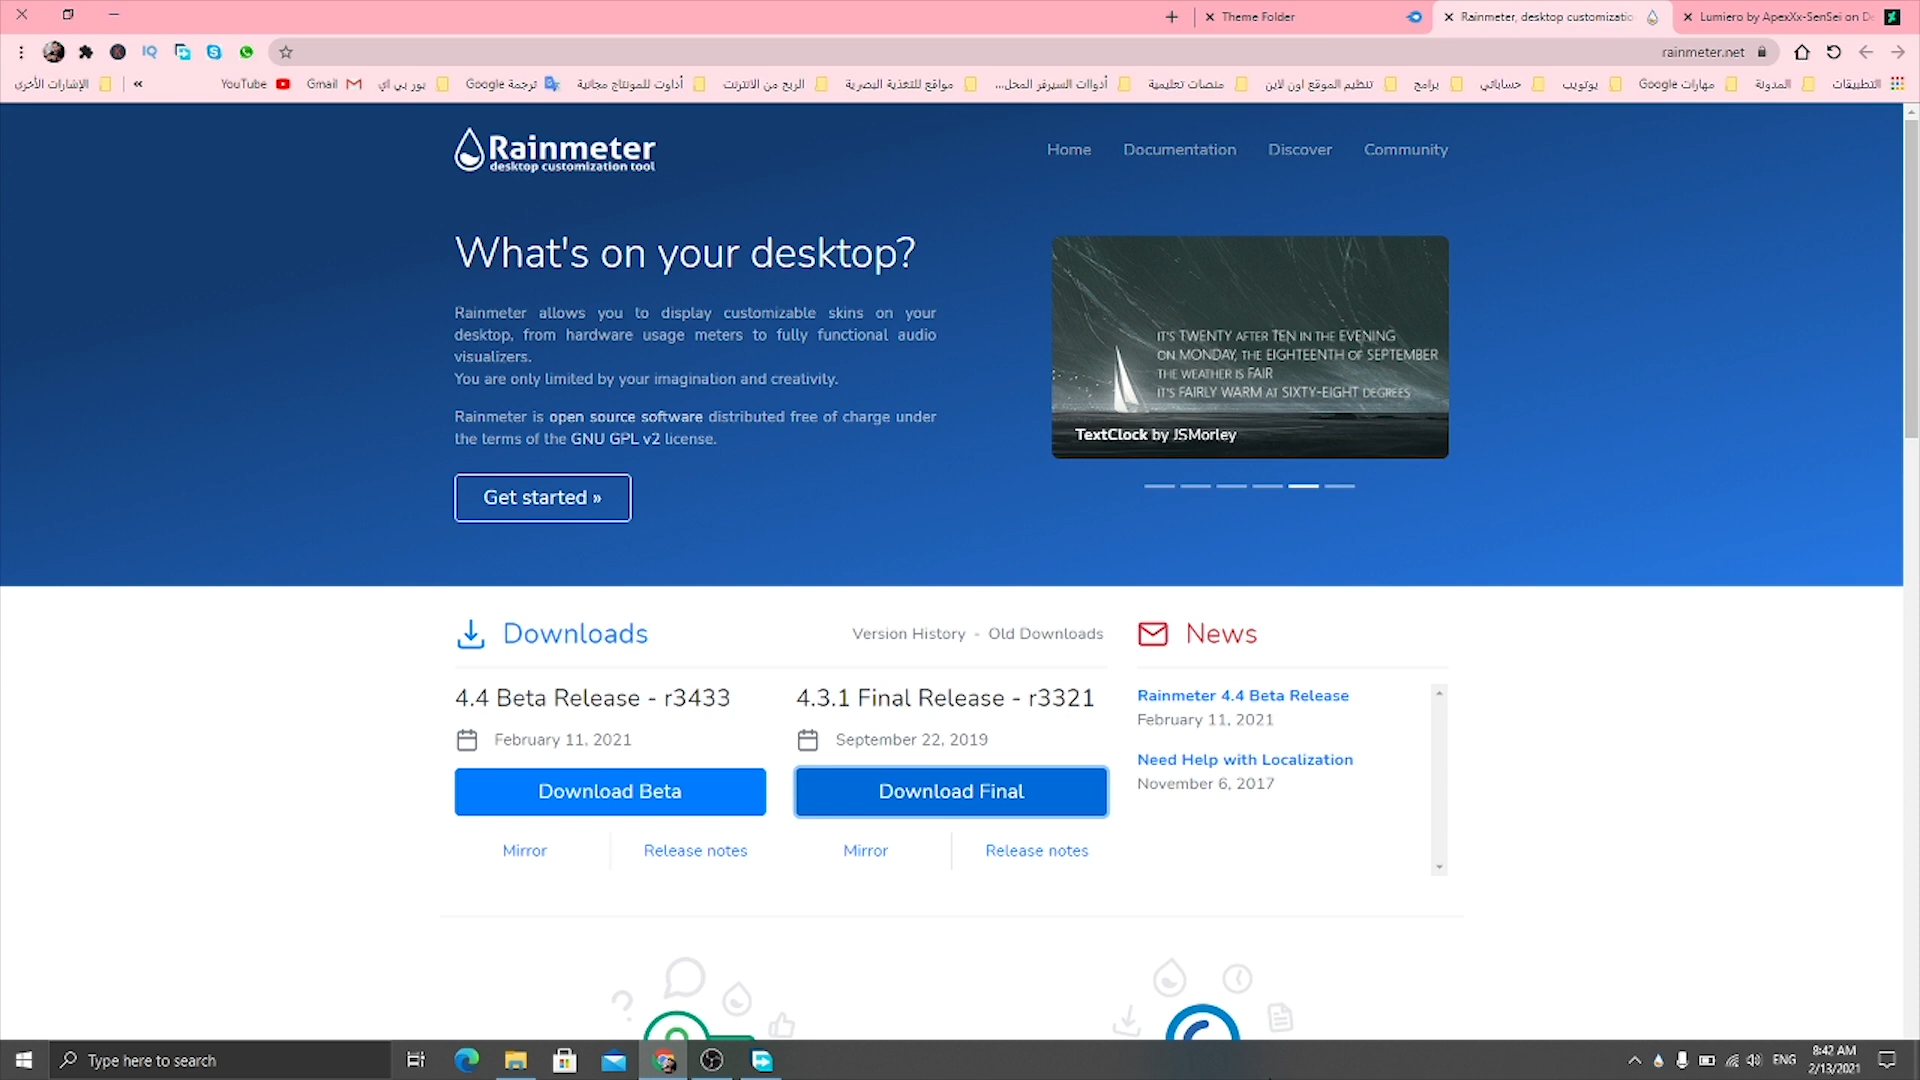 Theme Folder
Rainmeter, desktop customizatio
Lumiero by ApexXx-SenSei on D
rainmeter.net
التطبيقات
المدونة
مهارات Google
يوتويب
حساباتي
برامج
تنظيم الموقع اون لاين
منصات تعليمية
أدوالت السيرفر المحل...
مواقع للتغذية البصرية
الربح من الانترنت
أداوت للمونتاج مجانية
ترجمة Google
بور بي اي
Gmail
YouTube
«
الإشارات الأخرى
Rainmeter
desktop customization tool
Home
Documentation
Discover
Community
What's on your desktop?
Rainmeter allows you to display customizable skins on your
desktop, from hardware usage meters to fully functional audio
visualizers.
You are only limited by your imagination and creativity.
Rainmeter is open source software distributed free of charge under
the terms of the GNU GPL v2 license.
Get started »
IT'S TWENTY AFTER TEN IN THE EVENING
ON MONDAY, THE EIGHTEENTH OF SEPTEMBER
THE WEATHER IS FAIR
IT'S FAIRLY WARM AT SIXTY-EIGHT DEGREES
TextClock by JSMorley
Downloads
Version History - Old Downloads
4.4 Beta Release - r3433
February 11, 2021
Download Beta
Mirror
Release notes
4.3.1 Final Release - r3321
September 22, 2019
Download Final
Mirror
Release notes
News
Rainmeter 4.4 Beta Release
February 11, 2021
Need Help with Localization
November 6, 2017
Type here to search
ENG
8:42 AM
2/13/2021